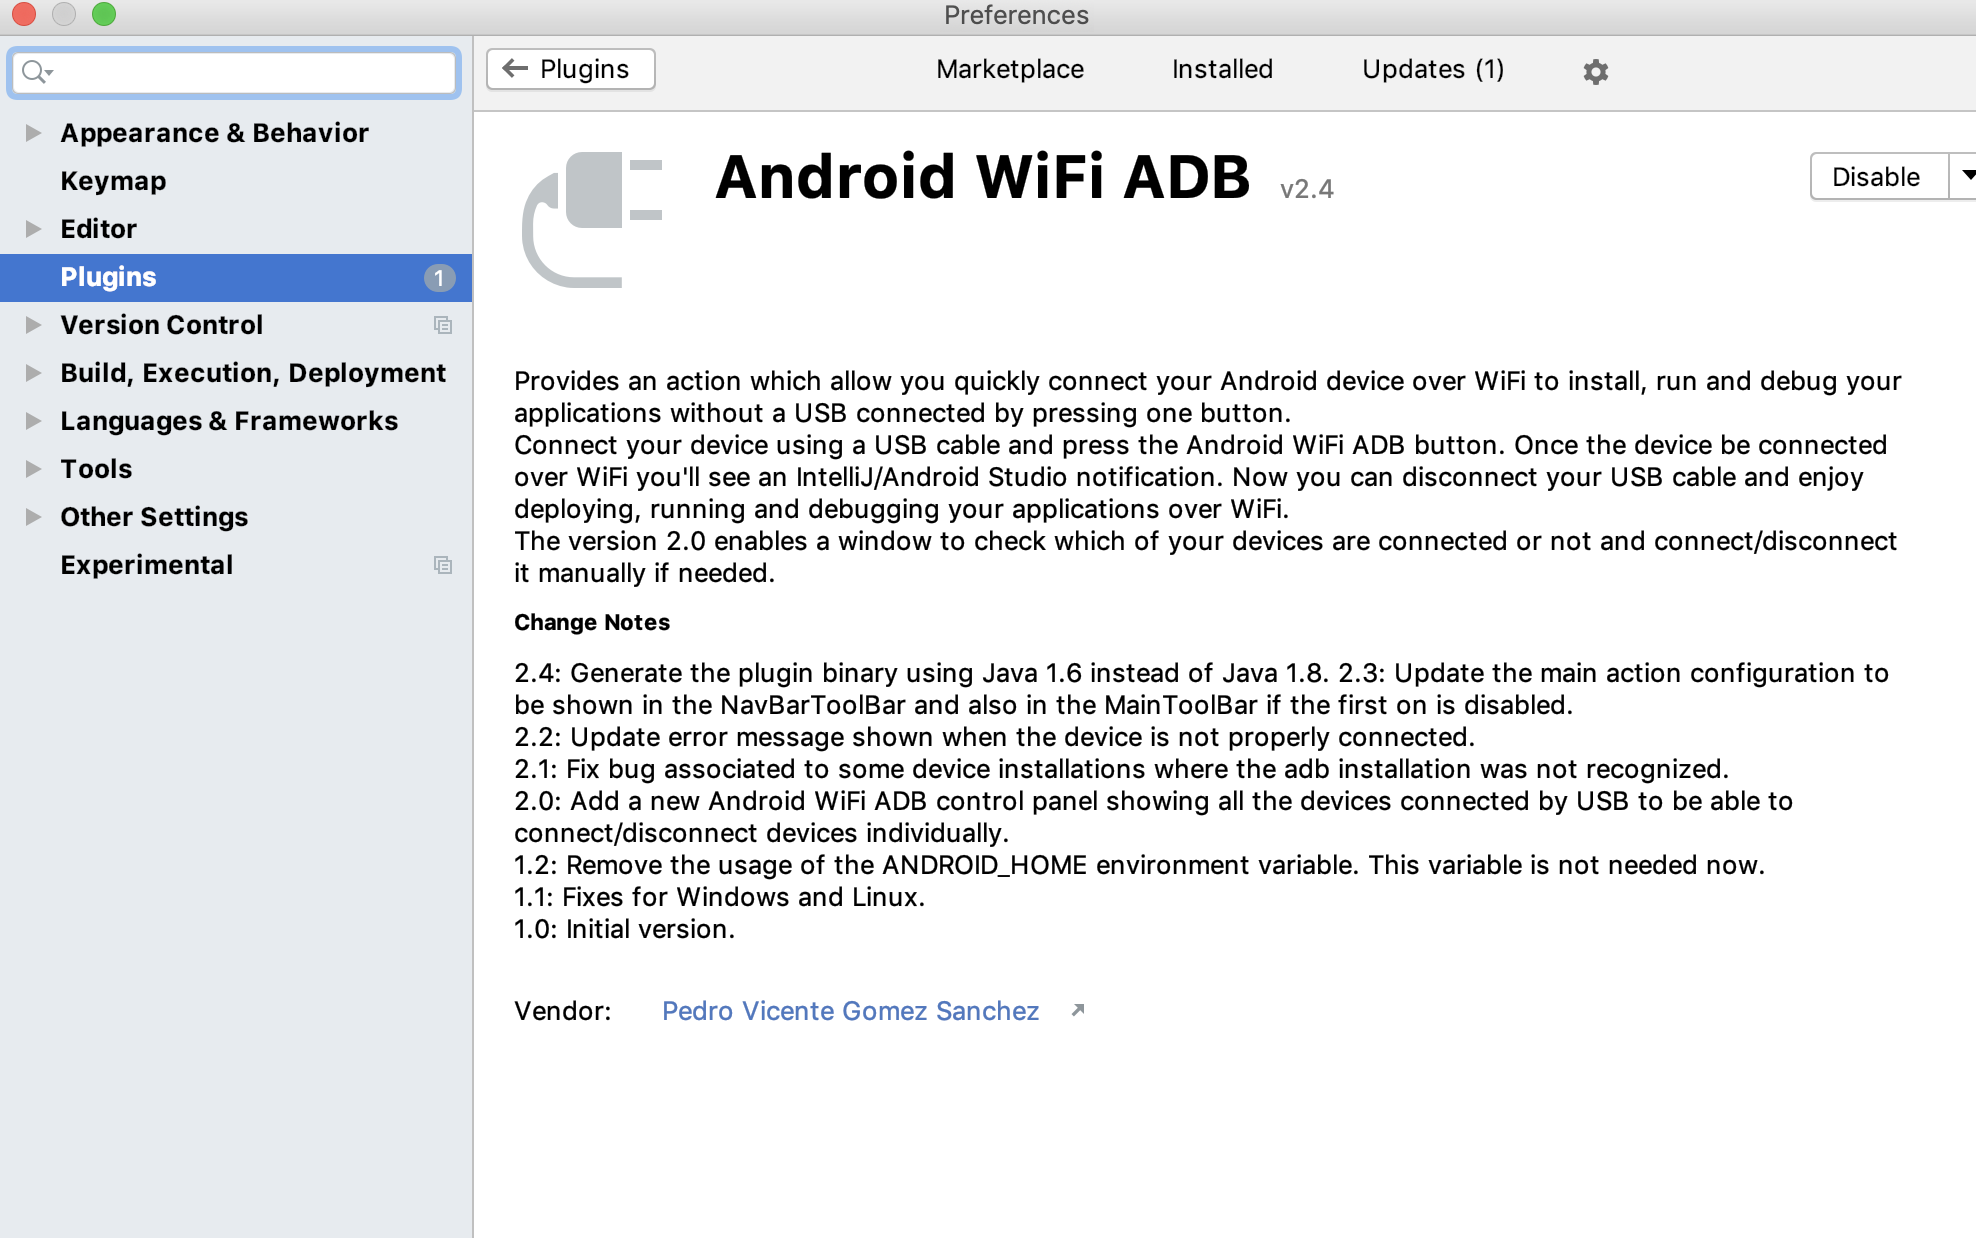 Preferences
Plugins
Marketplace
Installed
Updates (1)
Appearance & Behavior
Keymap
Editor
Plugins 1
Version Control
Build, Execution, Deployment
Languages & Frameworks
Tools
Other Settings
Experimental
Android WiFi ADB v2.4
Disable
Provides an action which allow you quickly connect your Android device over WiFi to install, run and debug your
applications without a USB connected by pressing one button.
Connect your device using a USB cable and press the Android WiFi ADB button. Once the device be connected
over WiFi you'll see an IntelliJ/Android Studio notification. Now you can disconnect your USB cable and enjoy
deploying, running and debugging your applications over WiFi.
The version 2.0 enables a window to check which of your devices are connected or not and connect/disconnect
it manually if needed.
Change Notes
2.4: Generate the plugin binary using Java 1.6 instead of Java 1.8. 2.3: Update the main action configuration to
be shown in the NavBarToolBar and also in the MainToolBar if the first on is disabled.
2.2: Update error message shown when the device is not properly connected.
2.1: Fix bug associated to some device installations where the adb installation was not recognized.
2.0: Add a new Android WiFi ADB control panel showing all the devices connected by USB to be able to
connect/disconnect devices individually.
1.2: Remove the usage of the ANDROID_HOME environment variable. This variable is not needed now.
1.1: Fixes for Windows and Linux.
1.0: Initial version.
Vendor: Pedro Vicente Gomez Sanchez